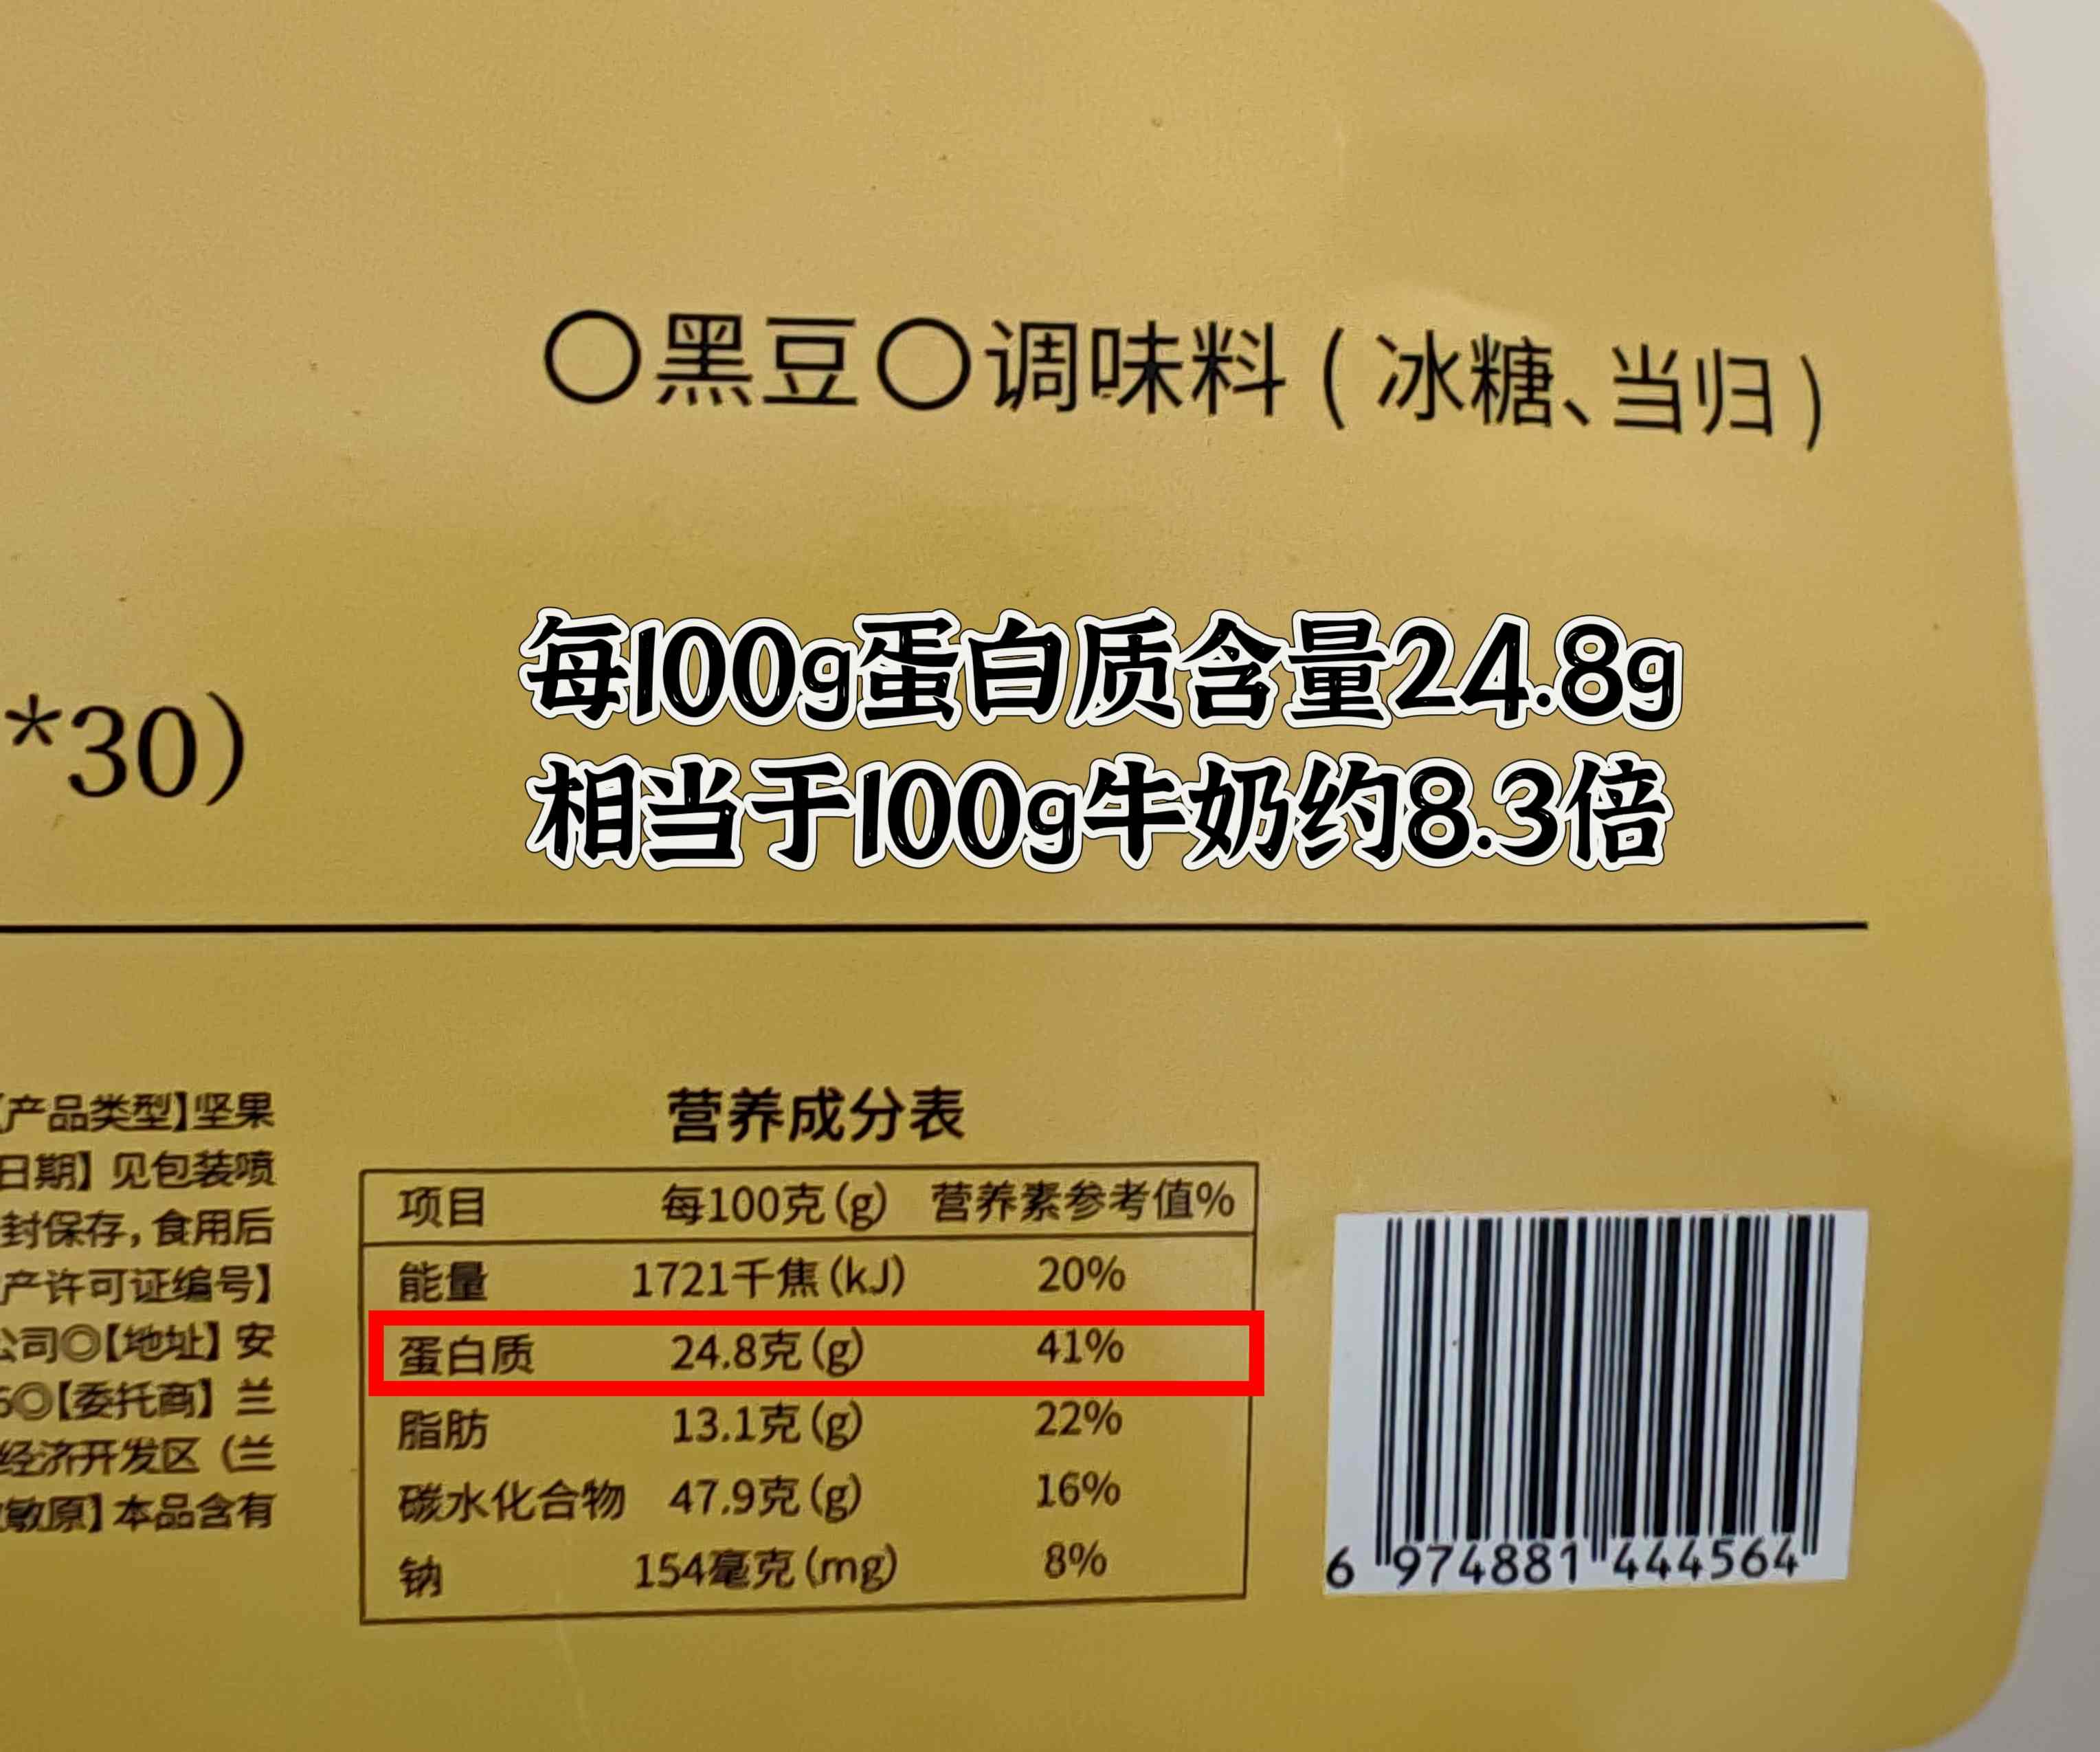 〇黑豆〇调味料(冰糖、当归)
每100g蛋白质含量24.8g
相当于100g牛奶约8.3倍
*30)
【产品类型】坚果
日期】见包装喷
封保存,食用后
产许可证编号】
公司◎【地址】安
6◎【委托商】兰
经济开发区(兰
敏原】本品含有
营养成分表
项目 每100克(g) 营养素参考值%
能量 1721千焦(kJ) 20%
蛋白质 24.8克(g) 41%
脂肪 13.1克(g) 22%
碳水化合物 47.9克(g) 16%
钠 154毫克(mg) 8%
6 974881 444564